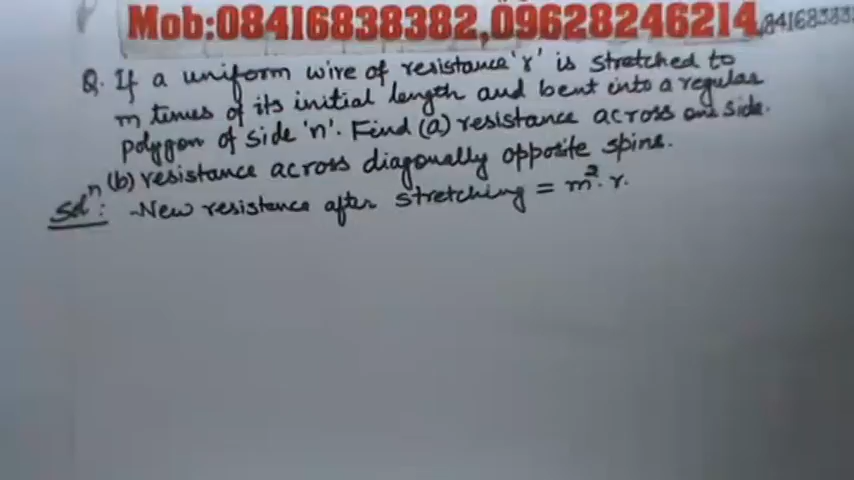 Mob:08416838382,09628246214,
Q. If a uniform wire of resistance 'r' is stretched to
m times of its initial length and bent into a regular
polygon of side 'n'. Find (a) resistance across one side.
(b) resistance across diagonally opposite spins.
Solⁿ: -New resistance after stretching = m². r.